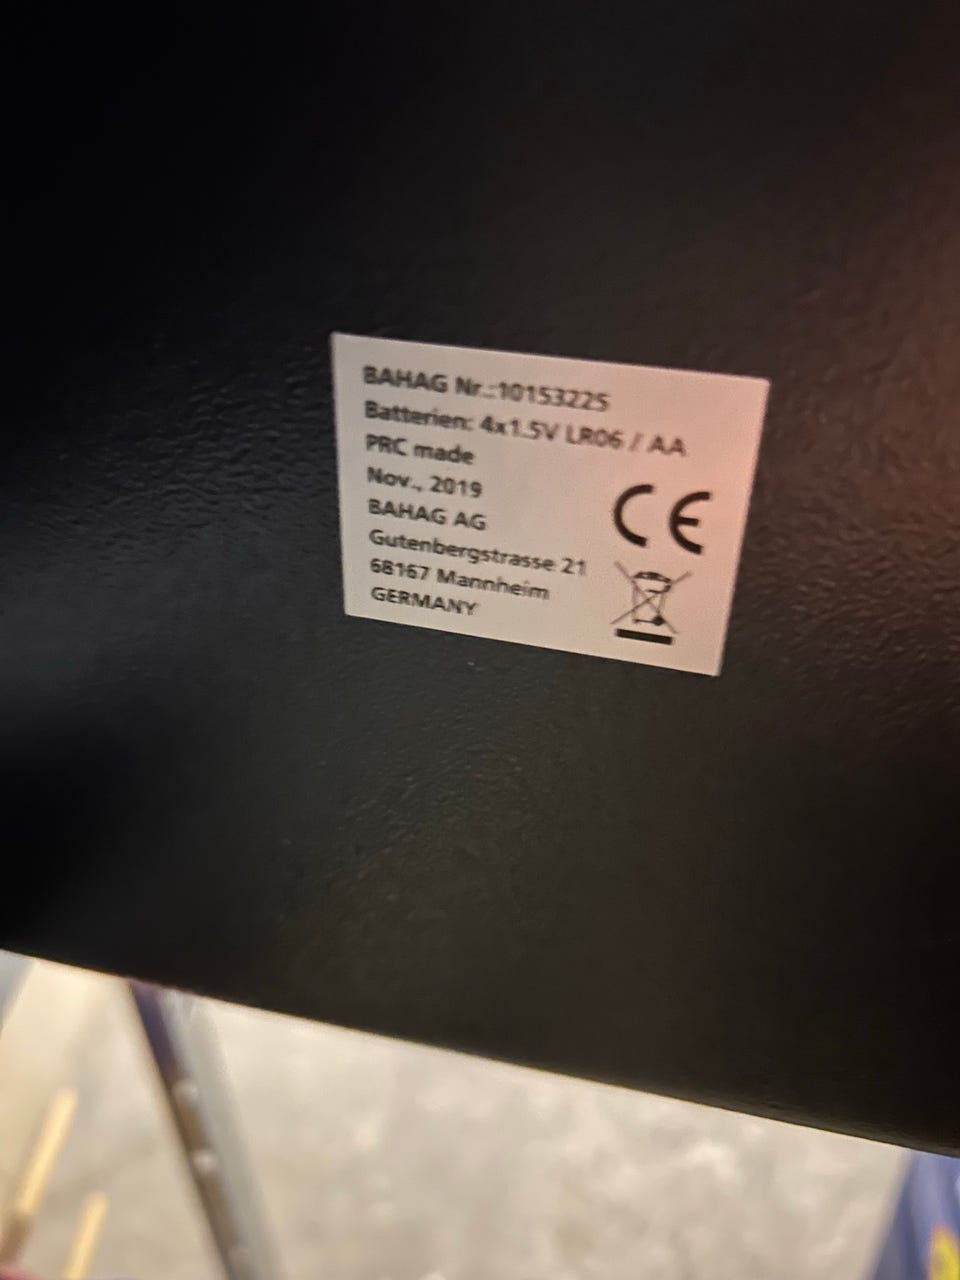 BAHAG Nr.:10153225
Batterien: 4x1.5V LR06 / AA
PRC made
Nov., 2019
BAHAG AG
Gutenbergstrasse 21
68167 Mannheim
GERMANY
CE